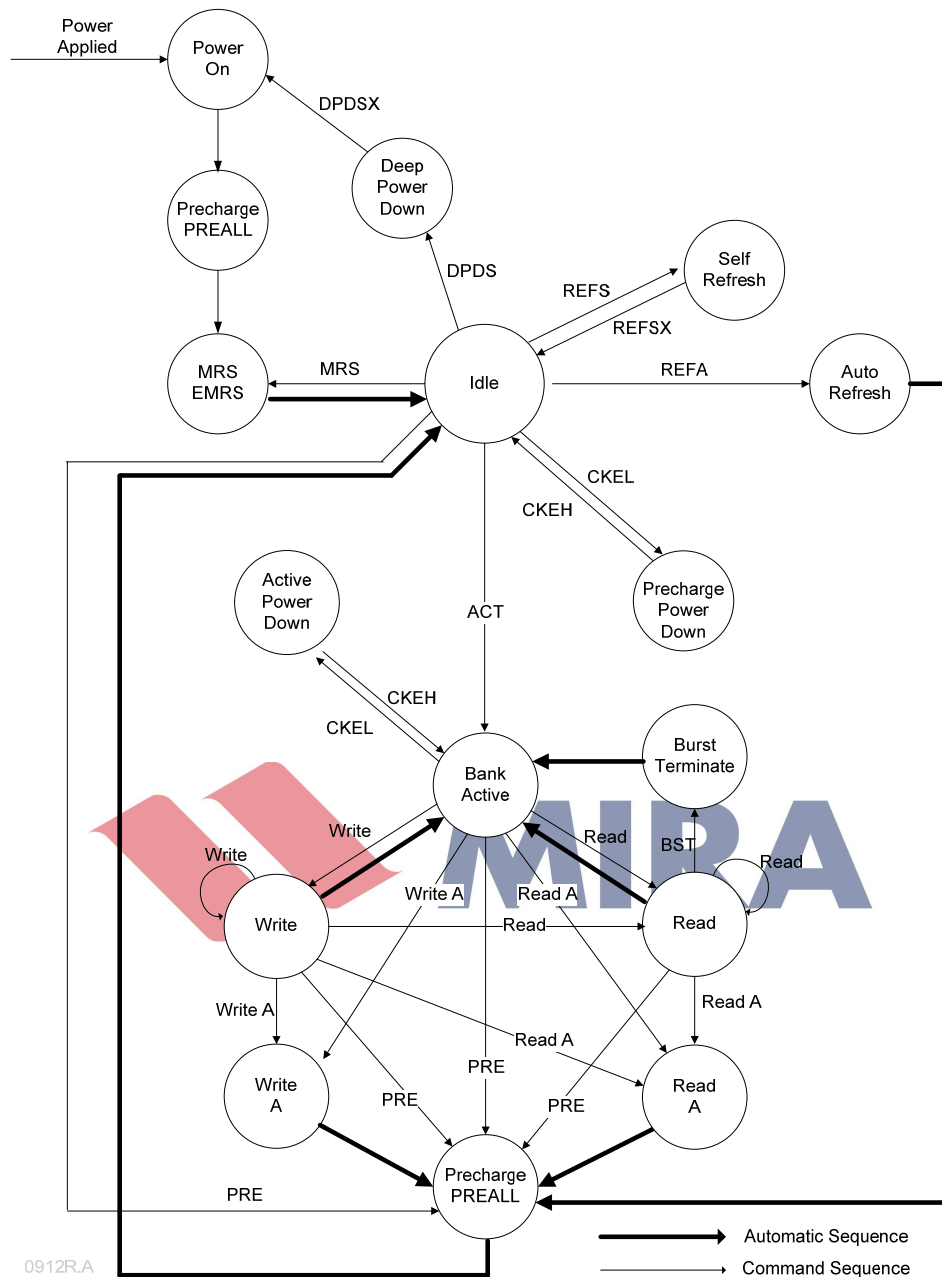 Power
Applied
Power
On
DPDSX
Deep
Power
Down
Precharge
PREALL
DPDS
Self
Refresh
REFS
REFSX
MRS
EMRS
MRS
Idle
REFA
Auto
Refresh
CKEL
CKEH
Active
Power
Down
ACT
Precharge
Power
Down
CKEH
CKEL
Burst
Terminate
Bank
Active
MIRA
Write
Read
BST
Write
Read
Write A
Read A
Write
Read
Read
Write A
Read A
Read A
PRE
Write
A
Read
A
PRE
PRE
Precharge
PREALL
PRE
Automatic Sequence
Command Sequence
0912R.A